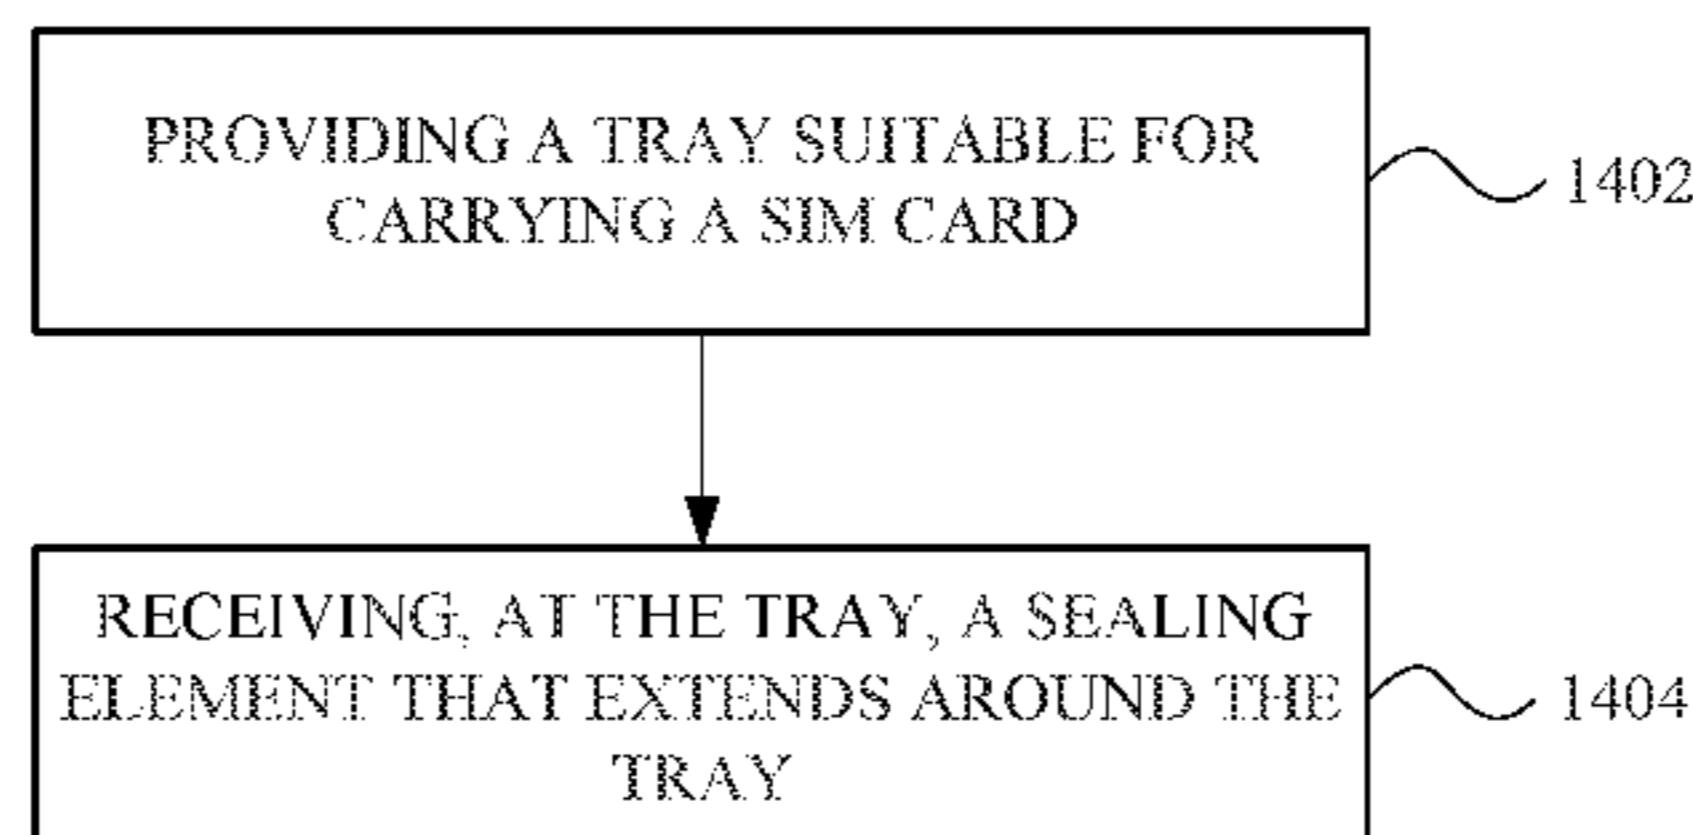 PROVIDING A TRAY SUITABLE FOR
CARRYING A SIM CARD
1402
RECEIVING, AT THE TRAY, A SEALING
ELEMENT THAT EXTENDS AROUND THE
TRAY
1404